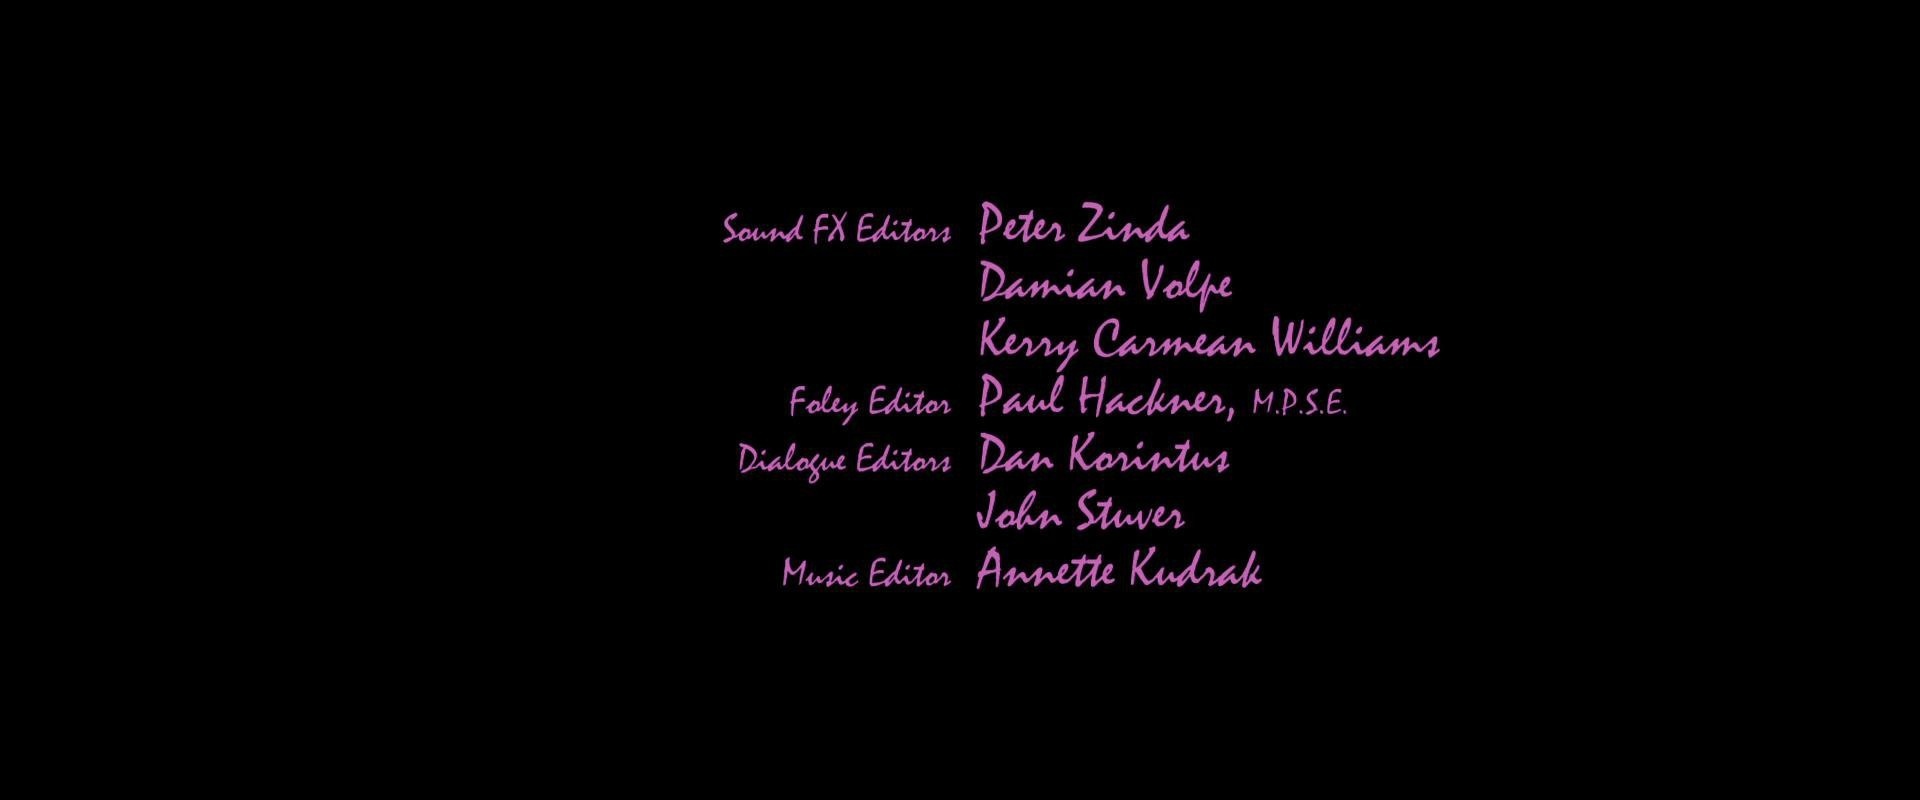 Sound FX Editors Peter Zinda
Damian Volpe
Kerry Carmean Williams
Foley Editor Paul Hackner, M.P.S.E.
Dialogue Editors Dan Korintus
John Stuver
Music Editor Annette Kudrak